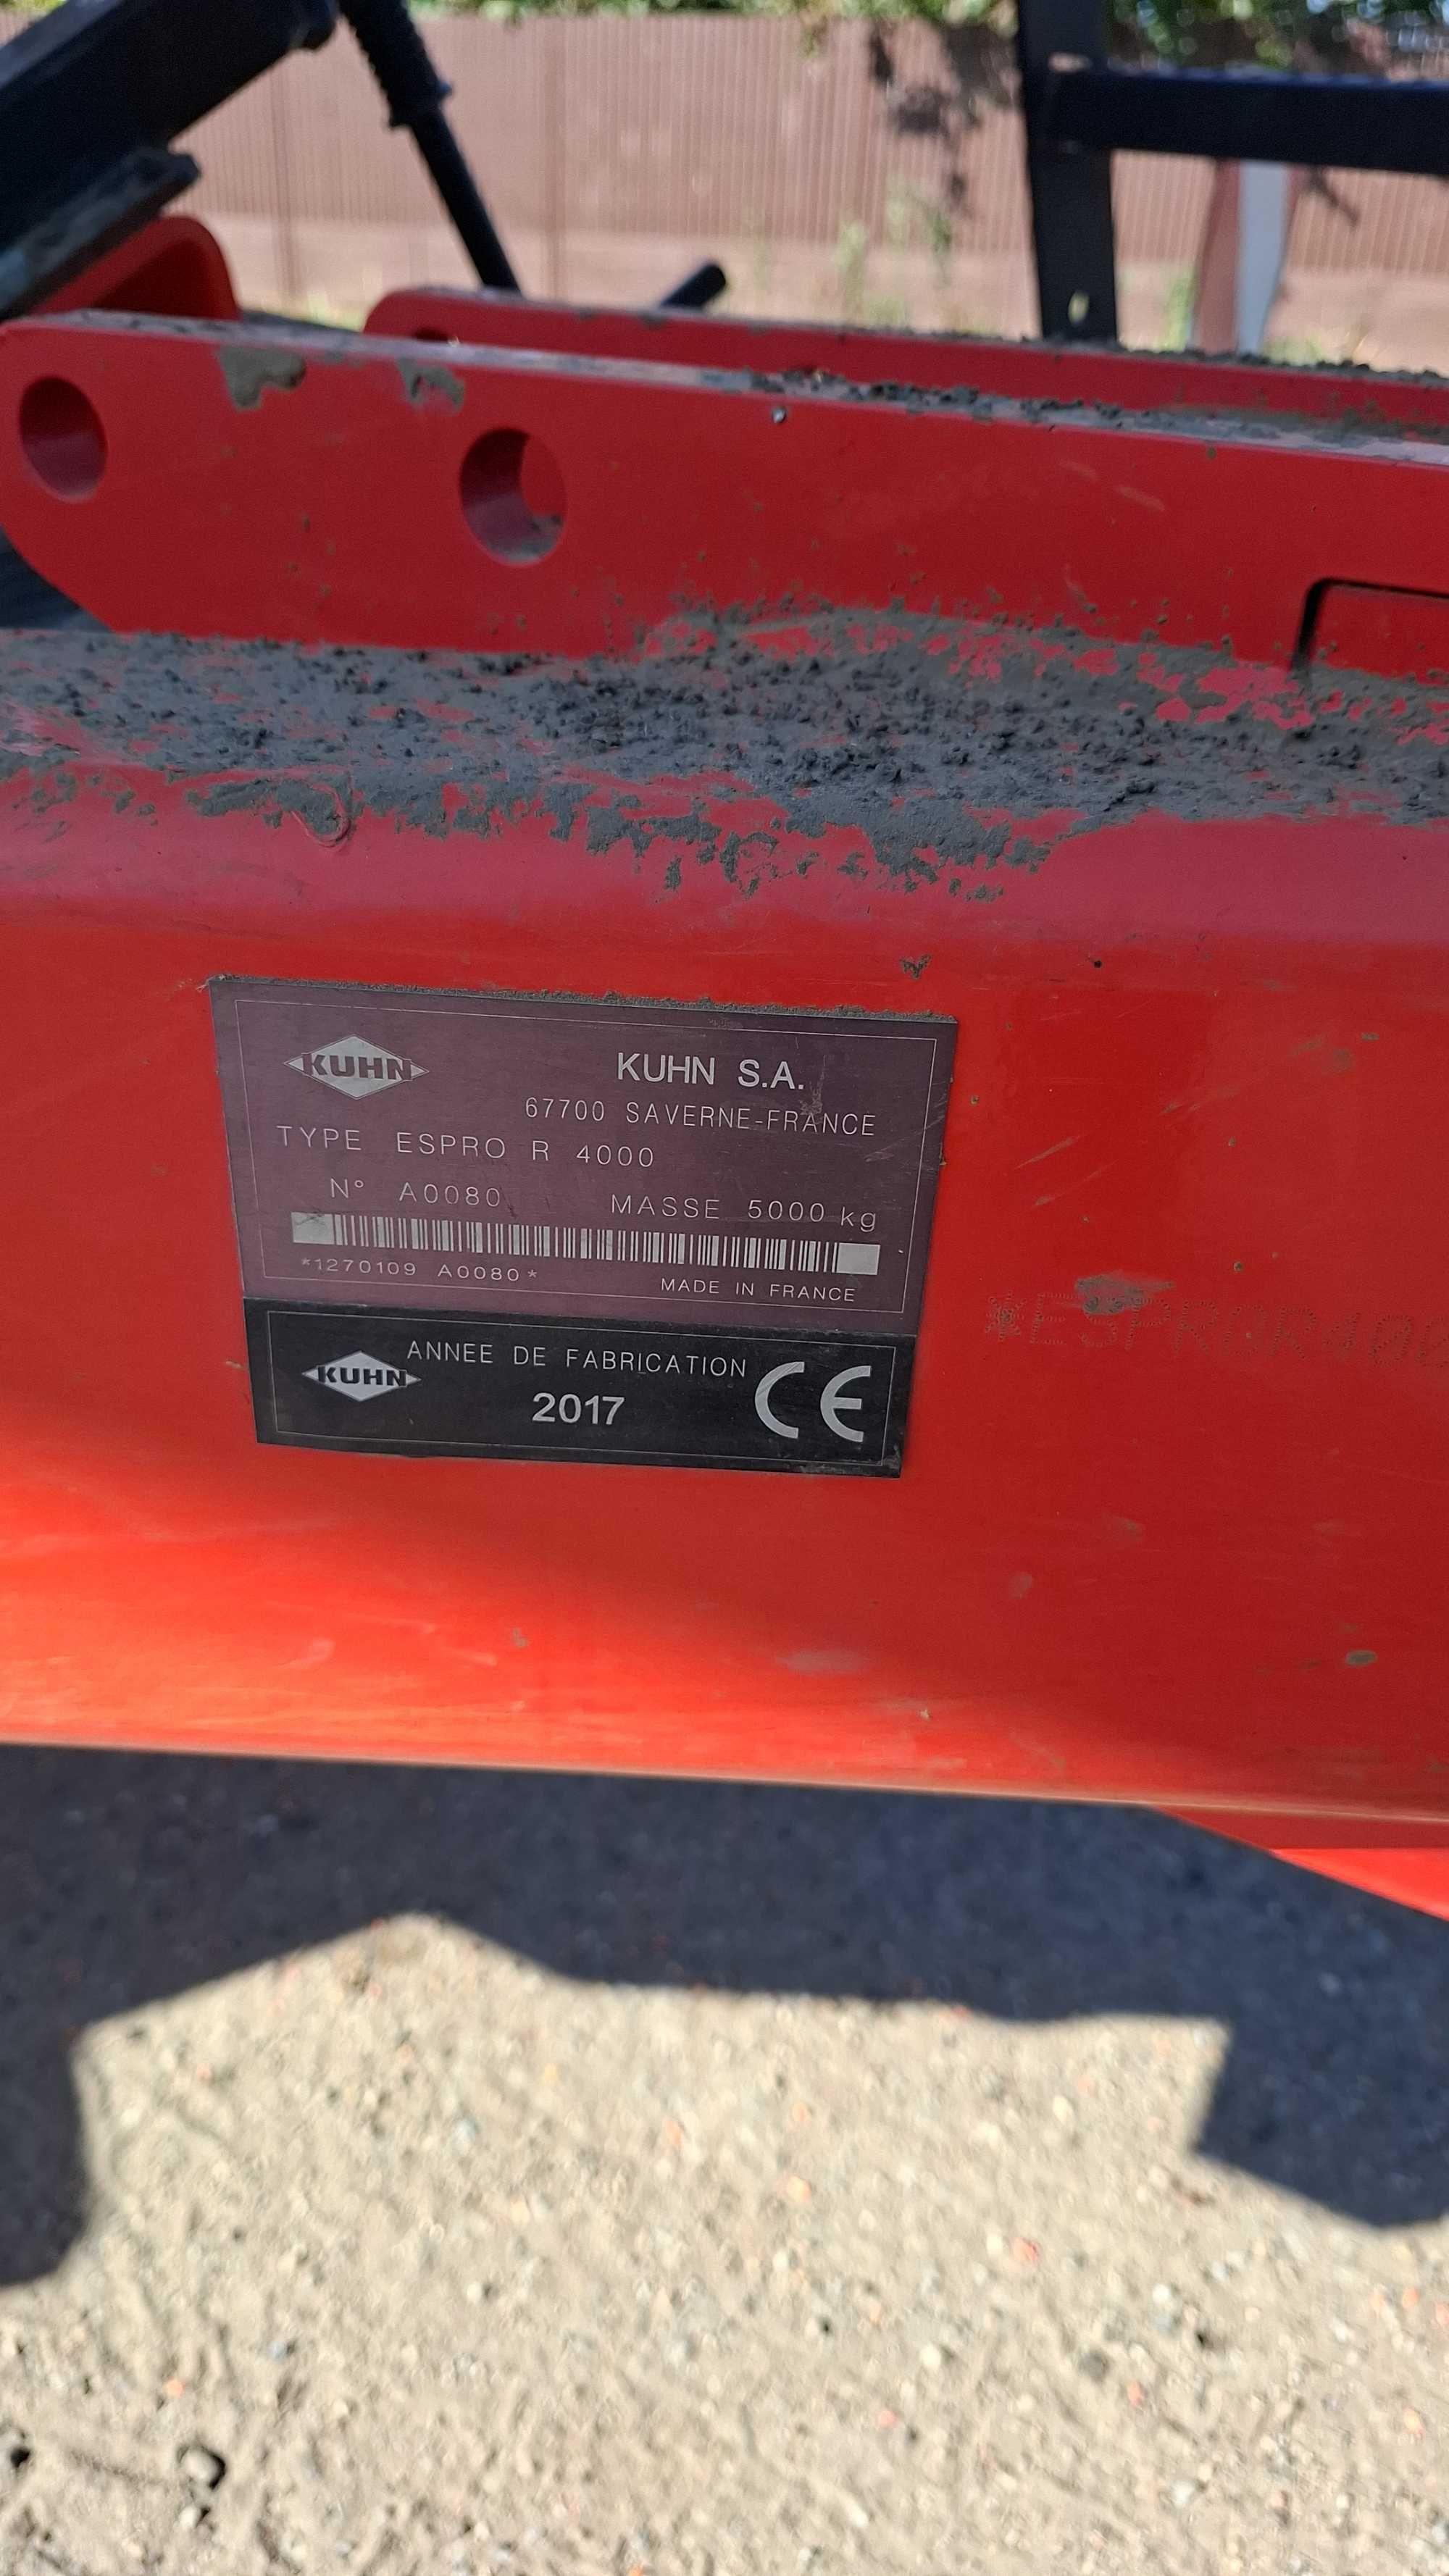 KUHN
KUHN S.A.
67700 SAVERNE-FRANCE
TYPE ESPRO R 4000
N° A0080 MASSE 5000 kg
*1270109 A0080*
MADE IN FRANCE
KUHN
ANNEE DE FABRICATION
2017
CE